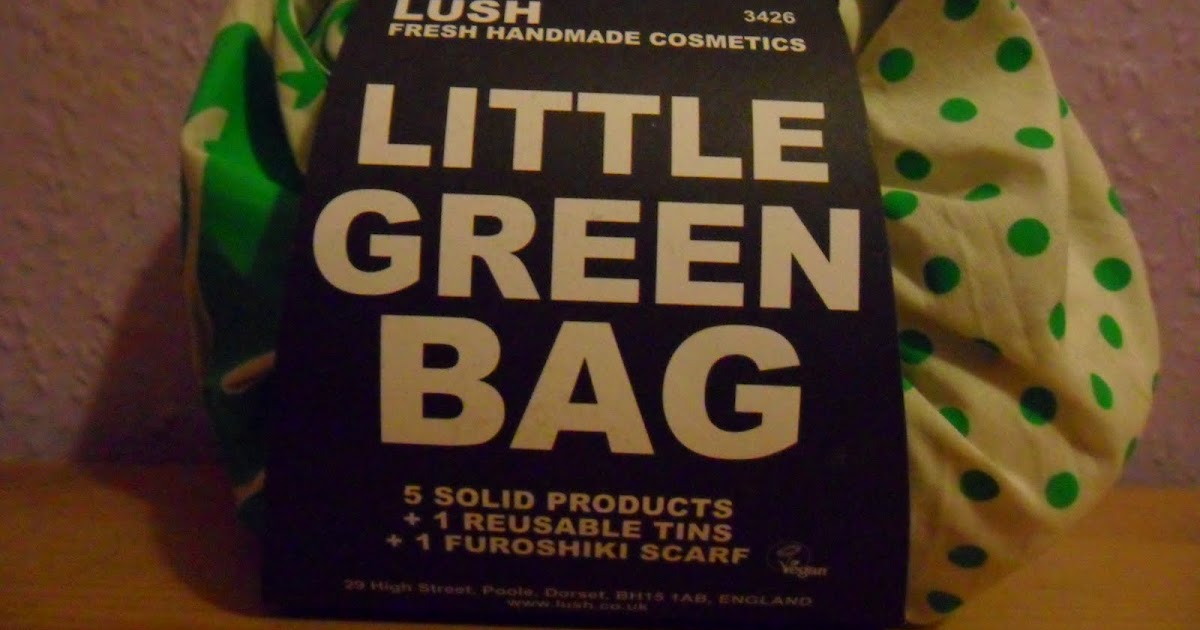 LUSH 3426
FRESH HANDMADE COSMETICS
LITTLE
GREEN
BAG
5 SOLID PRODUCTS
+ 1 REUSABLE TINS
+ 1 FUROSHIKI SCARF
Vegan
29 High Street, Poole, Dorset, BH15 1AB, ENGLAND
www.lush.co.uk